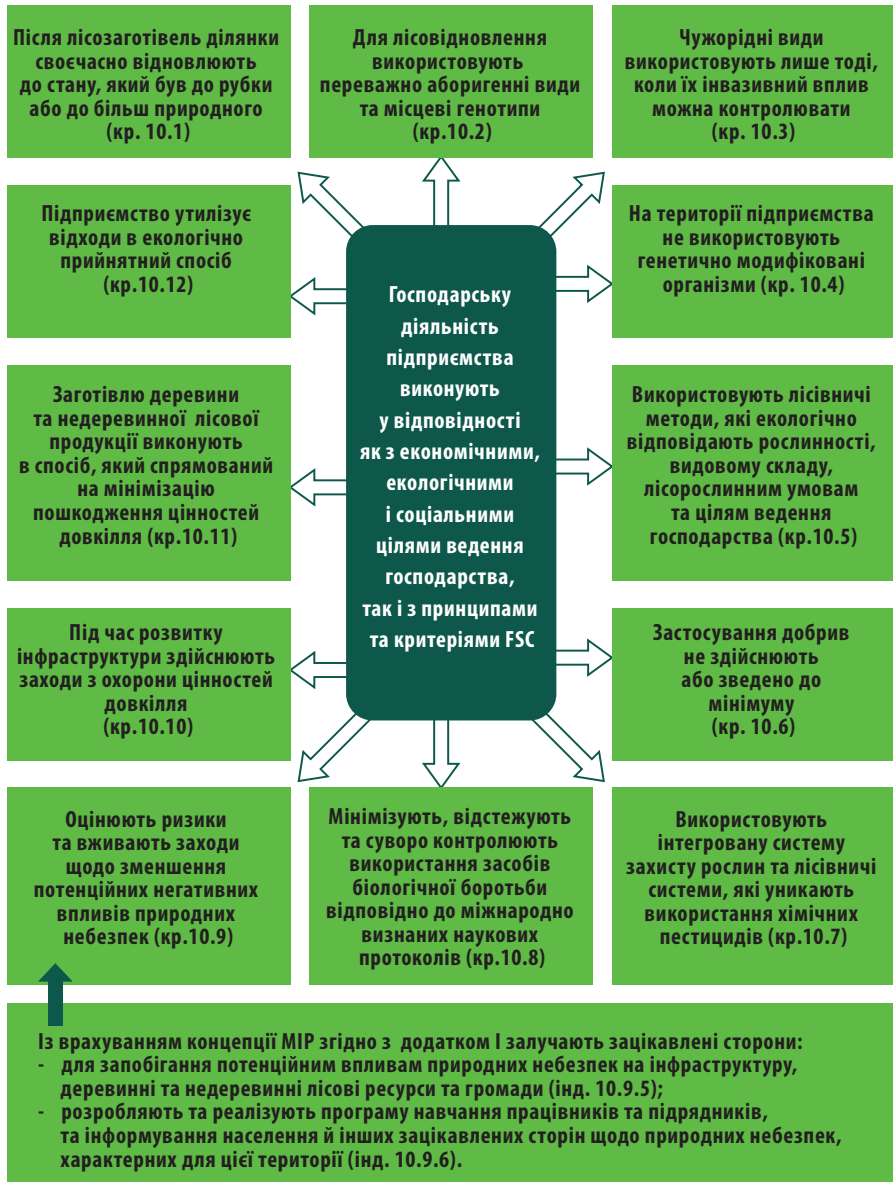 Після лісозаготівель ділянки
своєчасно відновлюють
до стану, який був до рубки
або до більш природного
(кр. 10.1)
Для лісовідновлення
використовують
переважно аборигенні види
та місцеві генотипи
(кр.10.2)
Чужорідні види
використовують лише тоді,
коли їх інвазивний вплив
можна контролювати
(кр. 10.3)
Підприємство утилізує
відходи в екологічно
прийнятний спосіб
(кр.10.12)
Господарську
діяльність
підприємства
виконують
у відповідності
як з економічними,
екологічними
і соціальними
цілями ведення
господарства,
так і з принципами
та критеріями FSC
На території підприємства
не використовують
генетично модифіковані
організми (кр. 10.4)
Заготівлю деревини
та недеревинної лісової
продукції виконують
в спосіб, який спрямований
на мінімізацію
пошкодження цінностей
довкілля (кр.10.11)
Використовують лісівничі
методи, які екологічно
відповідають рослинності,
видовому складу,
лісорослинним умовам
та цілям ведення
господарства (кр.10.5)
Під час розвитку
інфраструктури здійснюють
заходи з охорони цінностей
довкілля
(кр.10.10)
Застосування добрив
не здійснюють
або зведено до
мінімуму
(кр. 10.6)
Оцінюють ризики
та вживають заходи
щодо зменшення
потенційних негативних
впливів природних
небезпек (кр.10.9)
Мінімізують, відстежують
та суворо контролюють
використання засобів
біологічної боротьби
відповідно до міжнародно
визнаних наукових
протоколів (кр.10.8)
Використовують
інтегровану систему
захисту рослин та лісівничі
системи, які уникають
використання хімічних
пестицидів (кр.10.7)
Із врахуванням концепції МІР згідно з додатком І залучають зацікавлені сторони:
- для запобігання потенційним впливам природних небезпек на інфраструктуру,
деревинні та недеревинні лісові ресурси та громади (інд. 10.9.5);
- розробляють та реалізують програму навчання працівників та підрядників,
та інформування населення й інших зацікавлених сторін щодо природних небезпек,
характерних для цієї території (інд. 10.9.6).